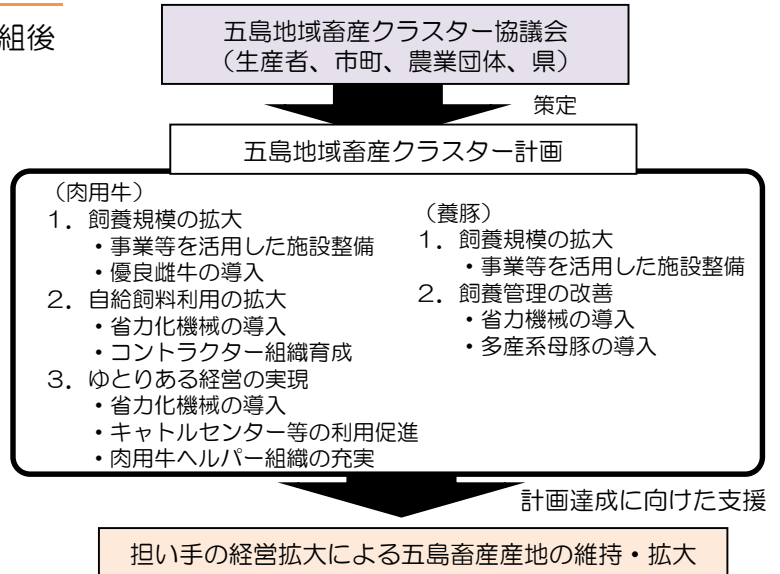 組後
五島地域畜産クラスター協議会
（生産者、市町、農業団体、県）
策定
五島地域畜産クラスター計画
（肉用牛）
１．飼養規模の拡大
・事業等を活用した施設整備
・優良雌牛の導入
２．自給飼料利用の拡大
・省力化機械の導入
・コントラクター組織育成
３．ゆとりある経営の実現
・省力化機械の導入
・キャトルセンター等の利用促進
・肉用牛ヘルパー組織の充実
（養豚）
１．飼養規模の拡大
・事業等を活用した施設整備
２．飼養管理の改善
・省力機械の導入
・多産系母豚の導入
計画達成に向けた支援
担い手の経営拡大による五島畜産産地の維持・拡大